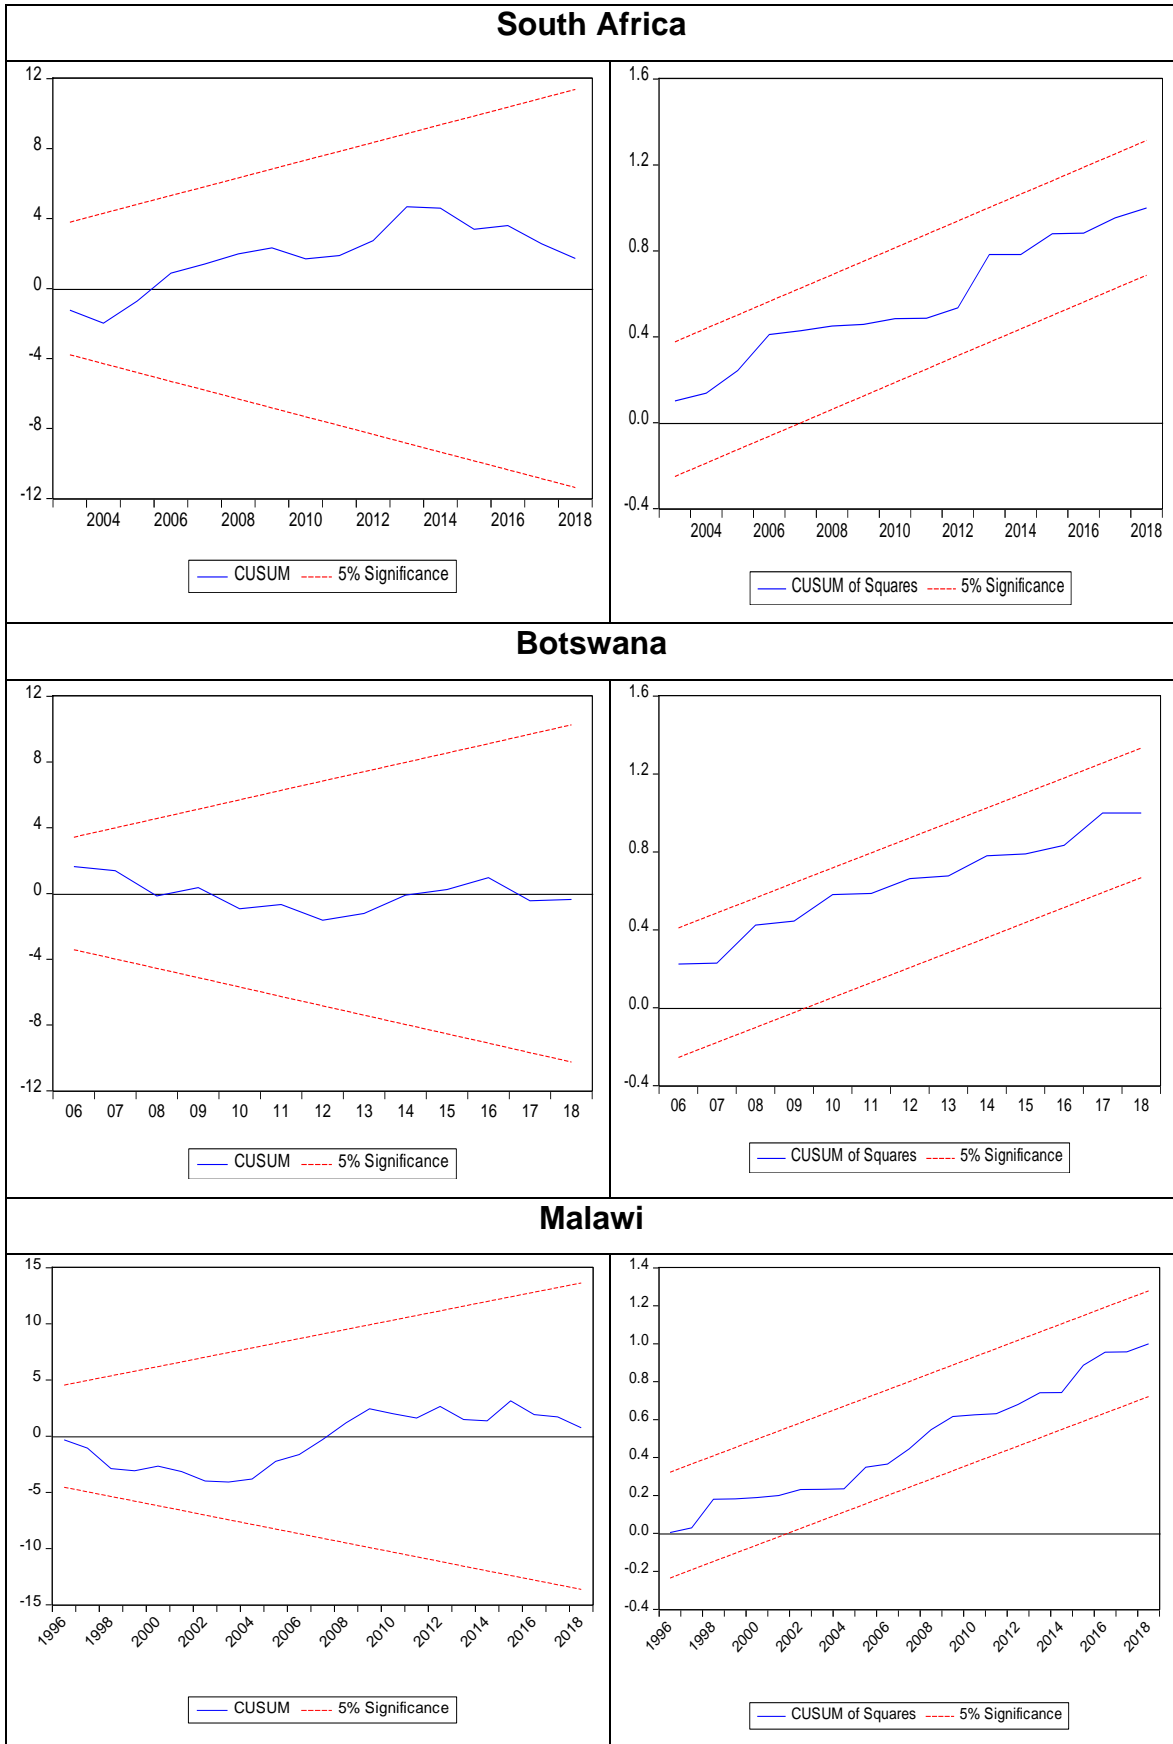 South Africa
12
8
4
0
-4
-8
-12
2004 2006 2008 2010 2012 2014 2016 2018
CUSUM 5% Significance
1.6
1.2
0.8
0.4
0.0
-0.4
2004 2006 2008 2010 2012 2014 2016 2018
CUSUM of Squares 5% Significance
Botswana
12
8
4
0
-4
-8
-12
06 07 08 09 10 11 12 13 14 15 16 17 18
CUSUM 5% Significance
1.6
1.2
0.8
0.4
0.0
-0.4
06 07 08 09 10 11 12 13 14 15 16 17 18
CUSUM of Squares 5% Significance
Malawi
15
10
5
0
-5
-10
-15
1996 1998 2000 2002 2004 2006 2008 2010 2012 2014 2016 2018
CUSUM 5% Significance
1.4
1.2
1.0
0.8
0.6
0.4
0.2
0.0
-0.2
-0.4
1996 1998 2000 2002 2004 2006 2008 2010 2012 2014 2016 2018
CUSUM of Squares 5% Significance